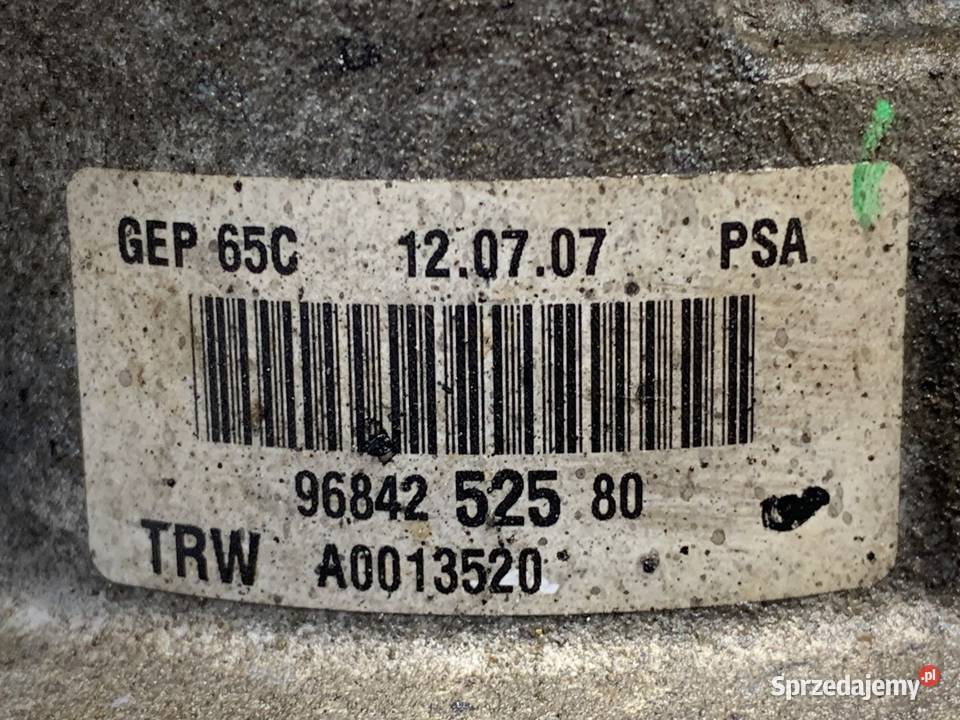 GEP 65C 12.07.07 PSA
96842 525 80
TRW A0013520
Sprzedajemy.pl